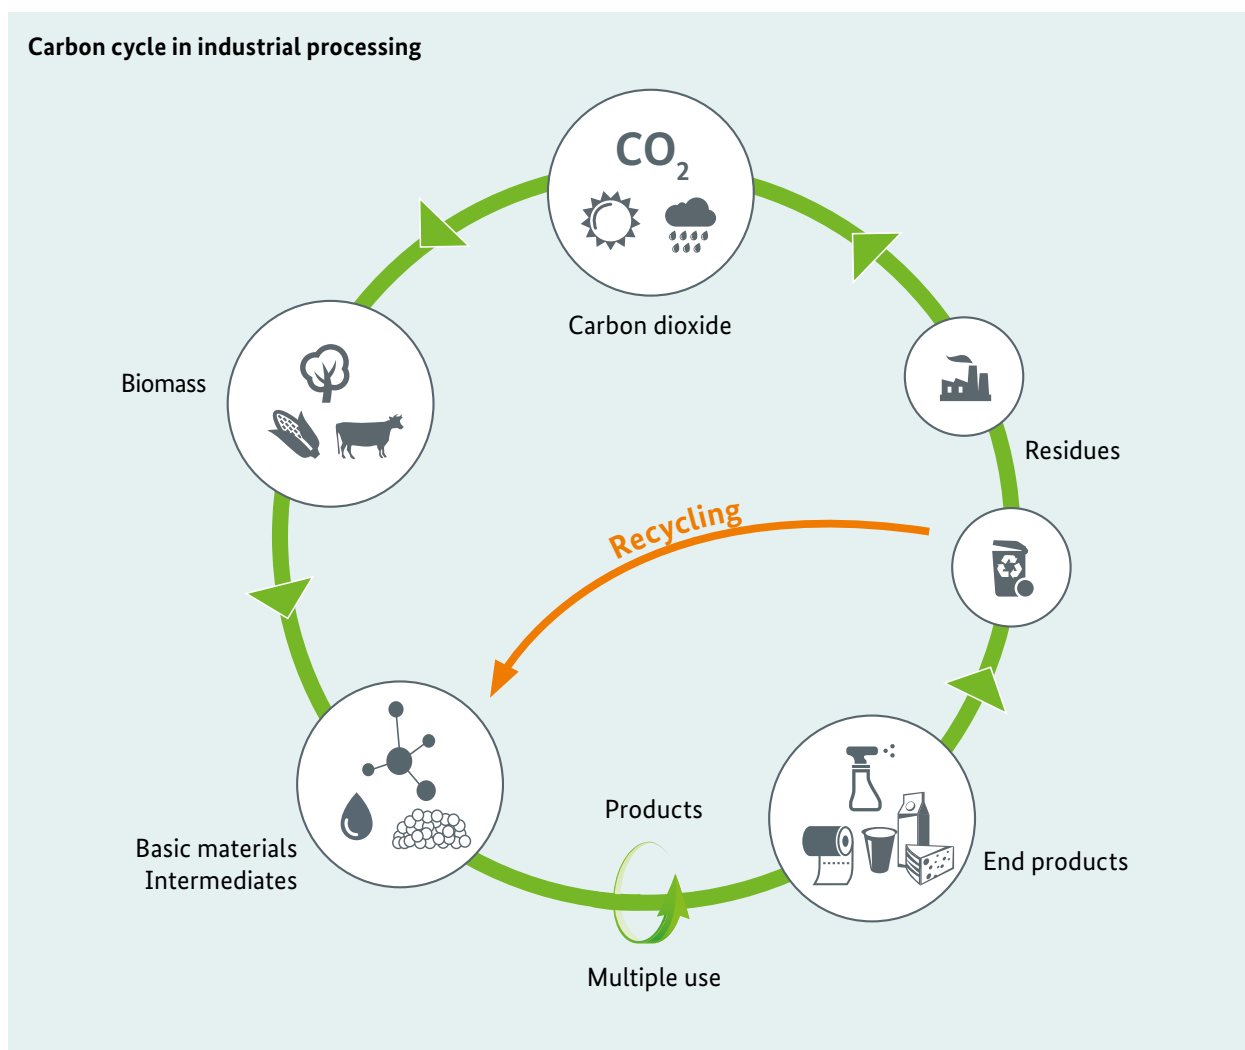 Carbon cycle in industrial processing
CO2
Carbon dioxide
Biomass
Residues
Recycling
Products
Basic materials
Intermediates
End products
Multiple use